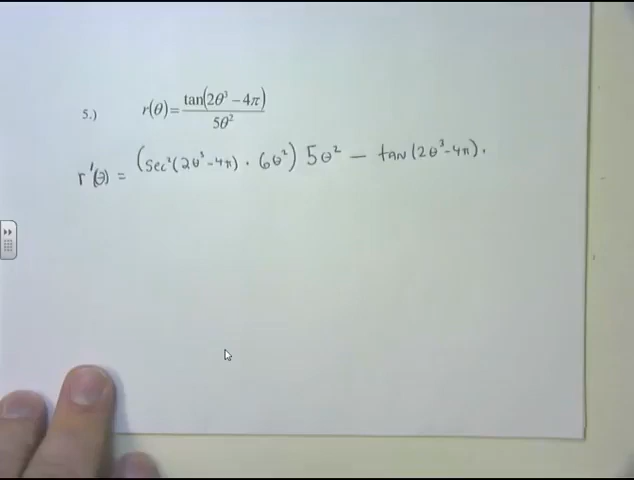 5.) r(θ) = tan(2θ³ − 4π) / 5θ²
r'(θ) = (sec²(2θ³ − 4π) · 6θ²) 5θ² − tan(2θ³ − 4π) ·